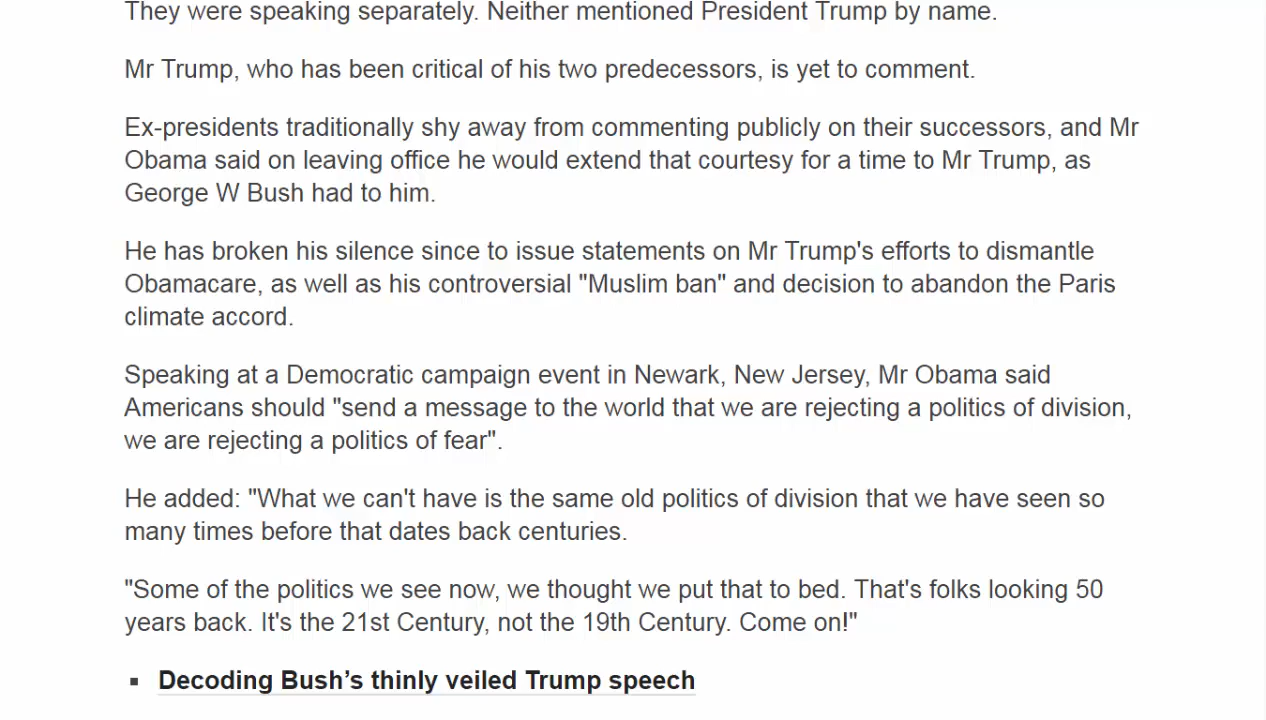 They were speaking separately. Neither mentioned President Trump by name.
Mr Trump, who has been critical of his two predecessors, is yet to comment.
Ex-presidents traditionally shy away from commenting publicly on their successors, and Mr
Obama said on leaving office he would extend that courtesy for a time to Mr Trump, as
George W Bush had to him.
He has broken his silence since to issue statements on Mr Trump's efforts to dismantle
Obamacare, as well as his controversial "Muslim ban" and decision to abandon the Paris
climate accord.
Speaking at a Democratic campaign event in Newark, New Jersey, Mr Obama said
Americans should "send a message to the world that we are rejecting a politics of division,
we are rejecting a politics of fear".
He added: "What we can't have is the same old politics of division that we have seen so
many times before that dates back centuries.
"Some of the politics we see now, we thought we put that to bed. That's folks looking 50
years back. It's the 21st Century, not the 19th Century. Come on!"
▪ Decoding Bush’s thinly veiled Trump speech